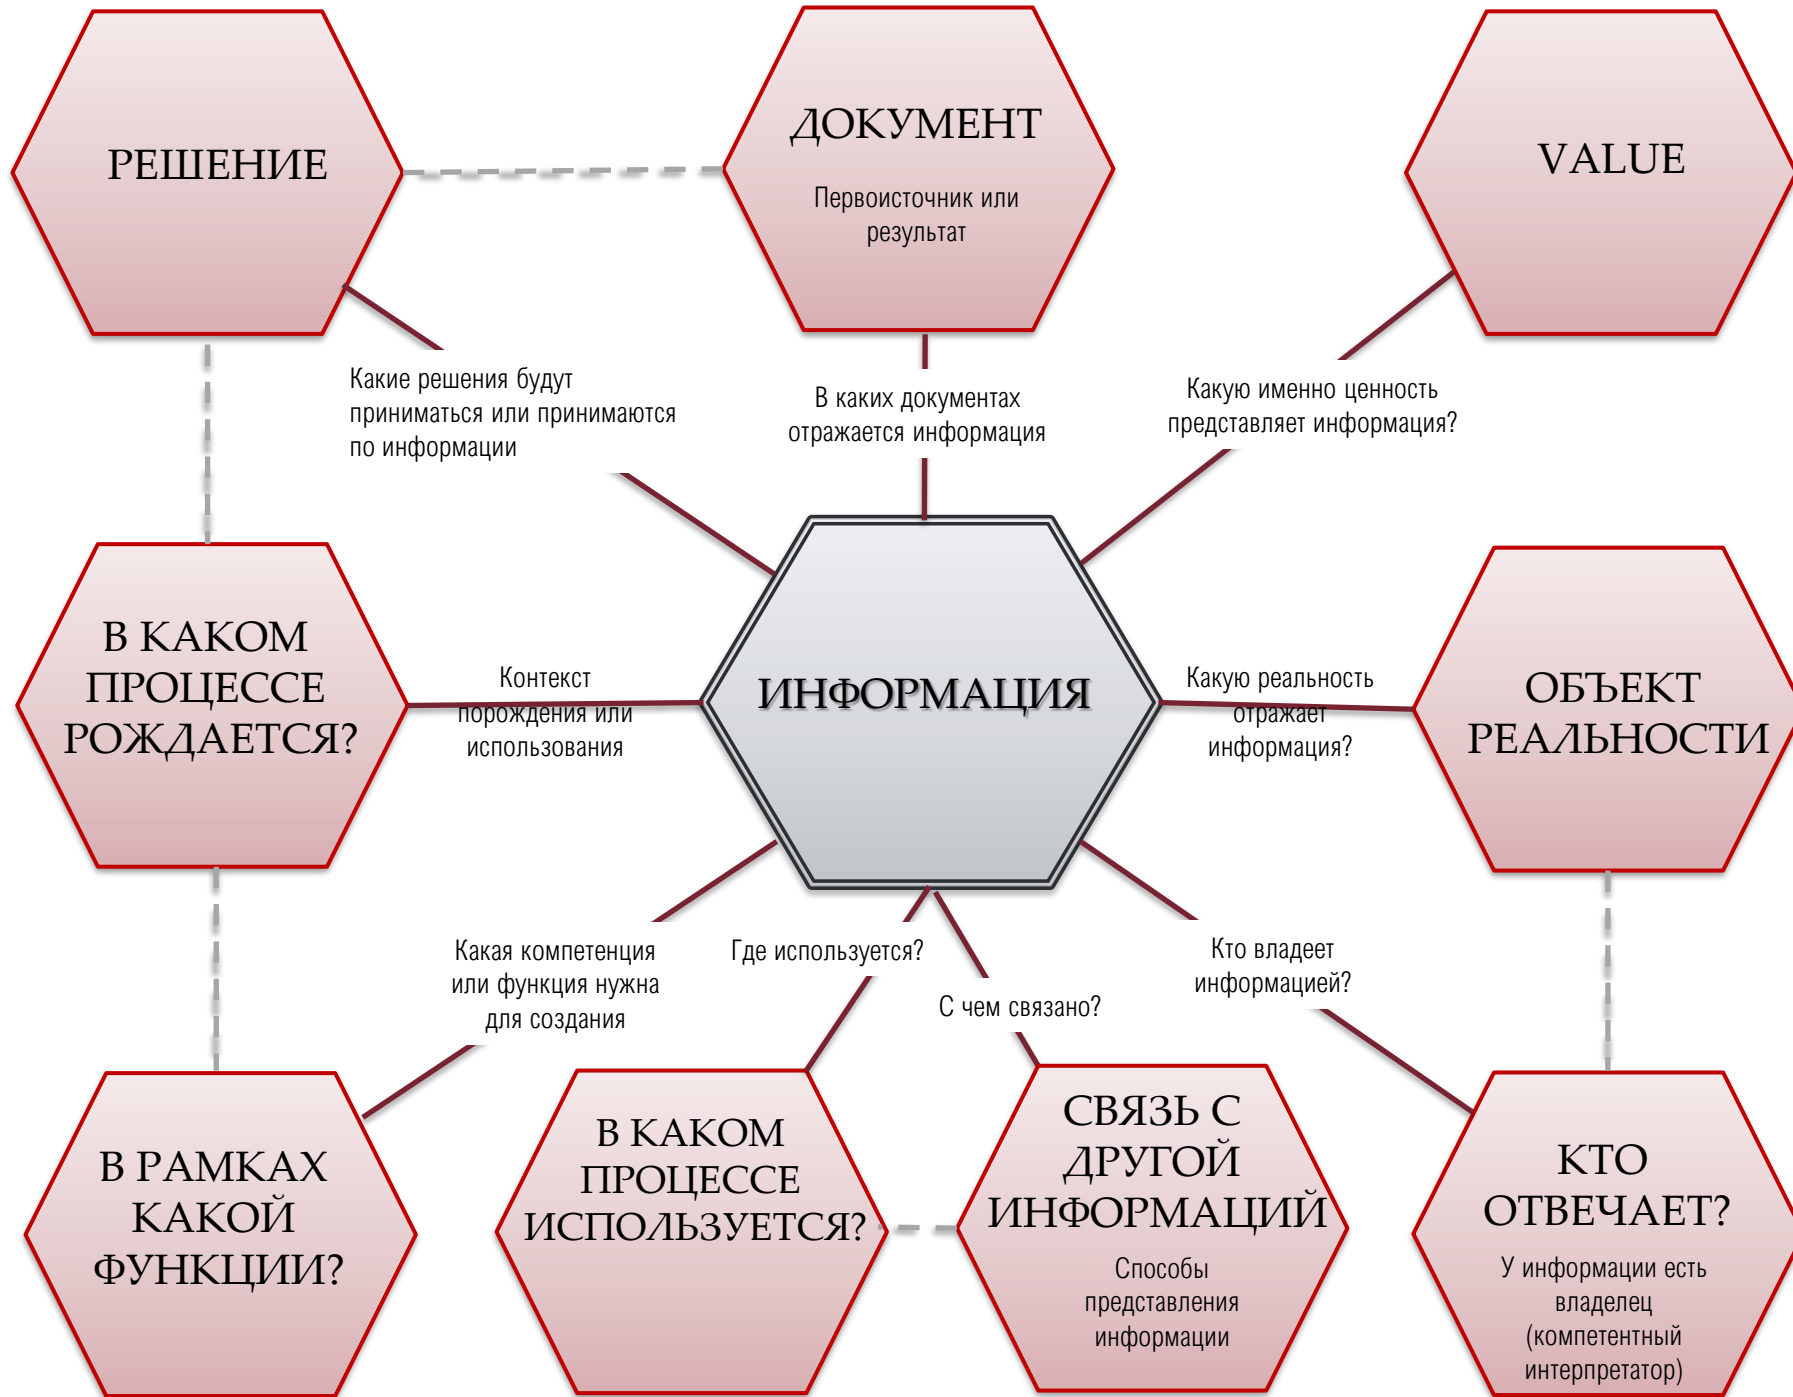 РЕШЕНИЕ
ДОКУМЕНТ
Первоисточник или
результат
VALUE
Какие решения будут
приниматься или принимаются
по информации
В каких документах
отражается информация
Какую именно ценность
представляет информация?
В КАКОМ
ПРОЦЕССЕ
РОЖДАЕТСЯ?
Контекст
порождения или
использования
ИНФОРМАЦИЯ
Какую реальность
отражает
информация?
ОБЪЕКТ
РЕАЛЬНОСТИ
Какая компетенция
или функция нужна
для создания
Где используется?
С чем связано?
Кто владеет
информацией?
В РАМКАХ
КАКОЙ
ФУНКЦИИ?
В КАКОМ
ПРОЦЕССЕ
ИСПОЛЬЗУЕТСЯ?
СВЯЗЬ С
ДРУГОЙ
ИНФОРМАЦИЙ
Способы
представления
информации
КТО
ОТВЕЧАЕТ?
У информации есть
владелец
(компетентный
интерпретатор)